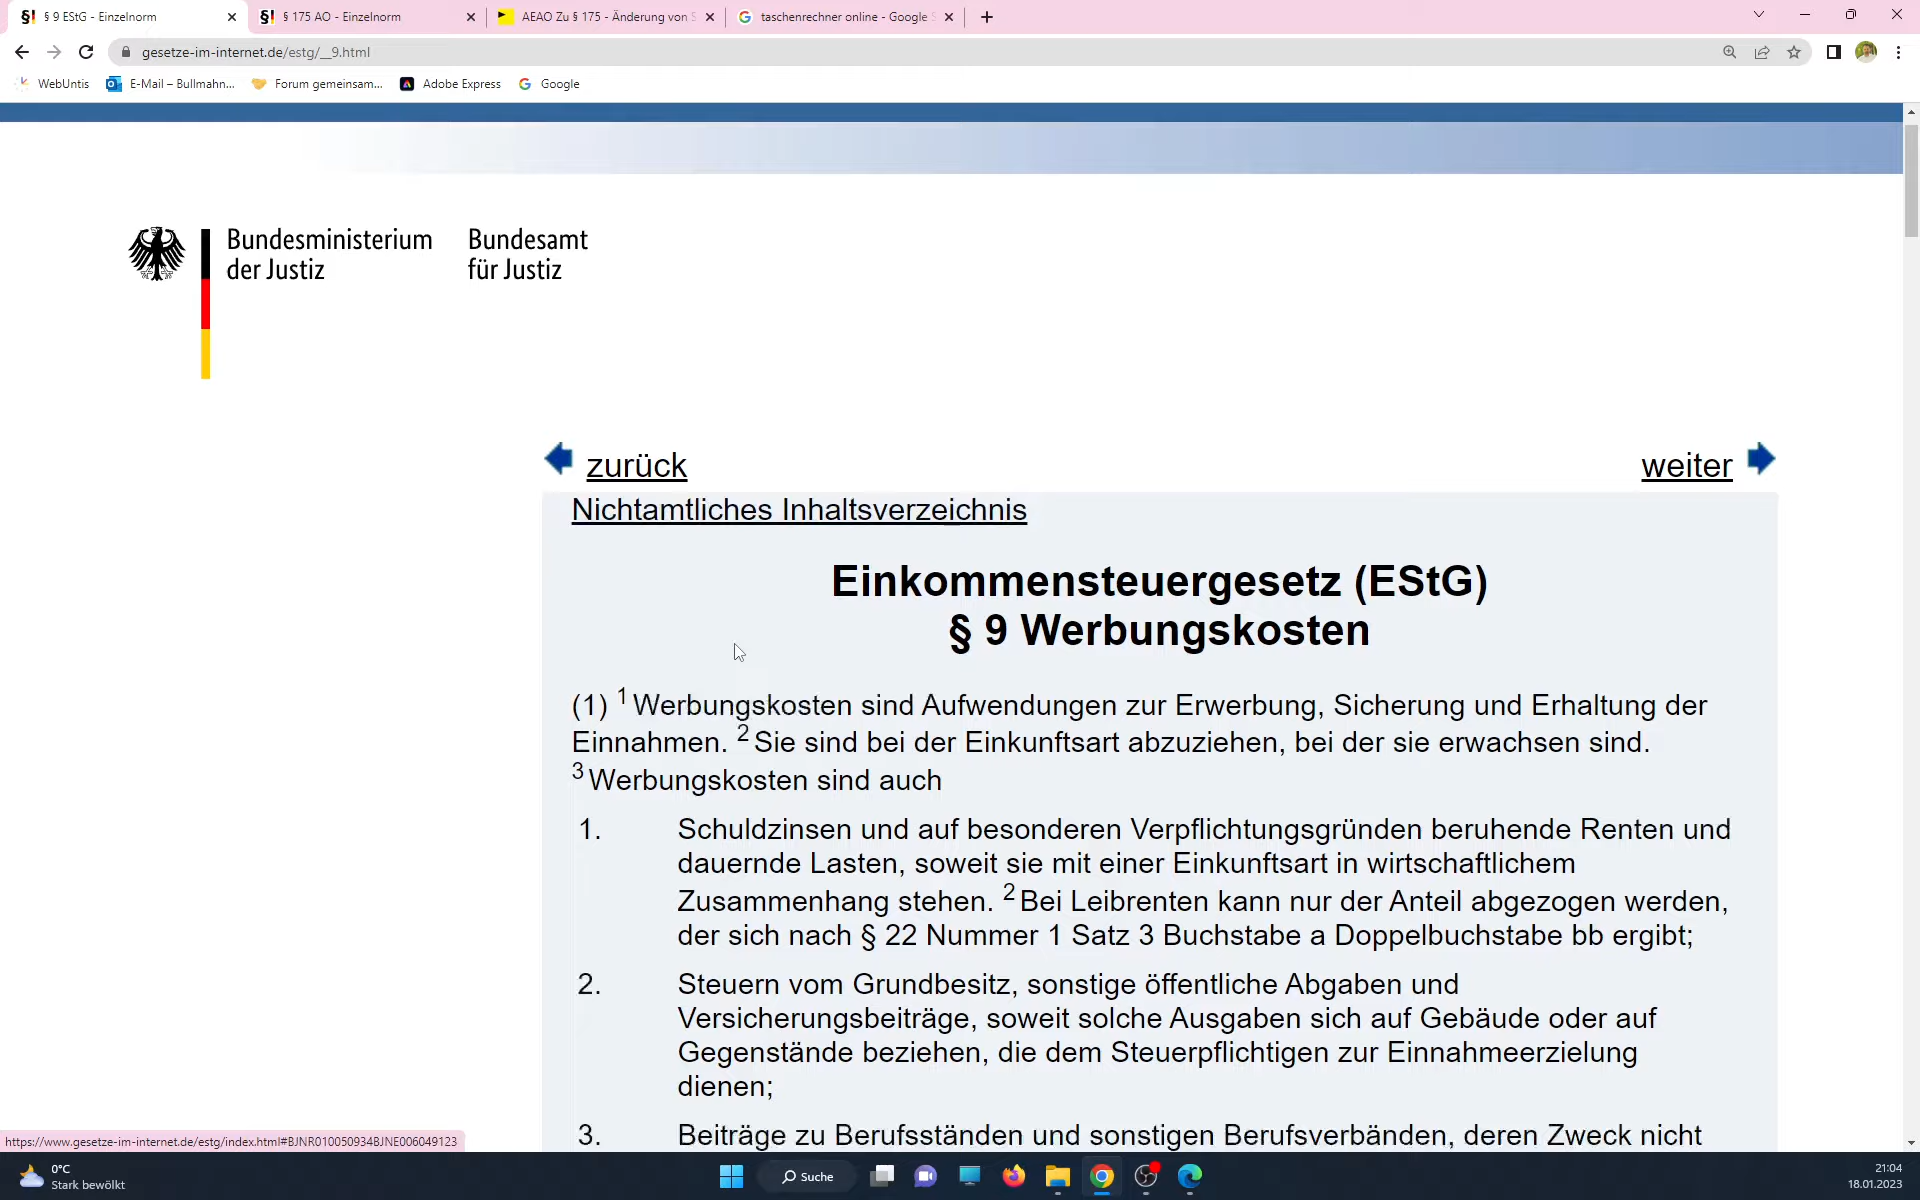 § 9 EStG - Einzelnorm
§ 175 AO - Einzelnorm
AEAO Zu § 175 - Änderung von S
taschenrechner online - Google S
gesetze-im-internet.de/estg/__9.html
WebUntis
E-Mail – Bullmahn...
Forum gemeinsam...
Adobe Express
Google
Bundesministerium
der Justiz
Bundesamt
für Justiz
zurück
weiter
Nichtamtliches Inhaltsverzeichnis
Einkommensteuergesetz (EStG)
§ 9 Werbungskosten
(1) 1 Werbungskosten sind Aufwendungen zur Erwerbung, Sicherung und Erhaltung der
Einnahmen. 2 Sie sind bei der Einkunftsart abzuziehen, bei der sie erwachsen sind.
3 Werbungskosten sind auch
1. Schuldzinsen und auf besonderen Verpflichtungsgründen beruhende Renten und
dauernde Lasten, soweit sie mit einer Einkunftsart in wirtschaftlichem
Zusammenhang stehen. 2 Bei Leibrenten kann nur der Anteil abgezogen werden,
der sich nach § 22 Nummer 1 Satz 3 Buchstabe a Doppelbuchstabe bb ergibt;
2. Steuern vom Grundbesitz, sonstige öffentliche Abgaben und
Versicherungsbeiträge, soweit solche Ausgaben sich auf Gebäude oder auf
Gegenstände beziehen, die dem Steuerpflichtigen zur Einnahmeerzielung
dienen;
3. Beiträge zu Berufsständen und sonstigen Berufsverbänden, deren Zweck nicht
https://www.gesetze-im-internet.de/estg/index.html#BJNR010050934BJNE006049123
0°C
Stark bewölkt
Suche
21:04
18.01.2023